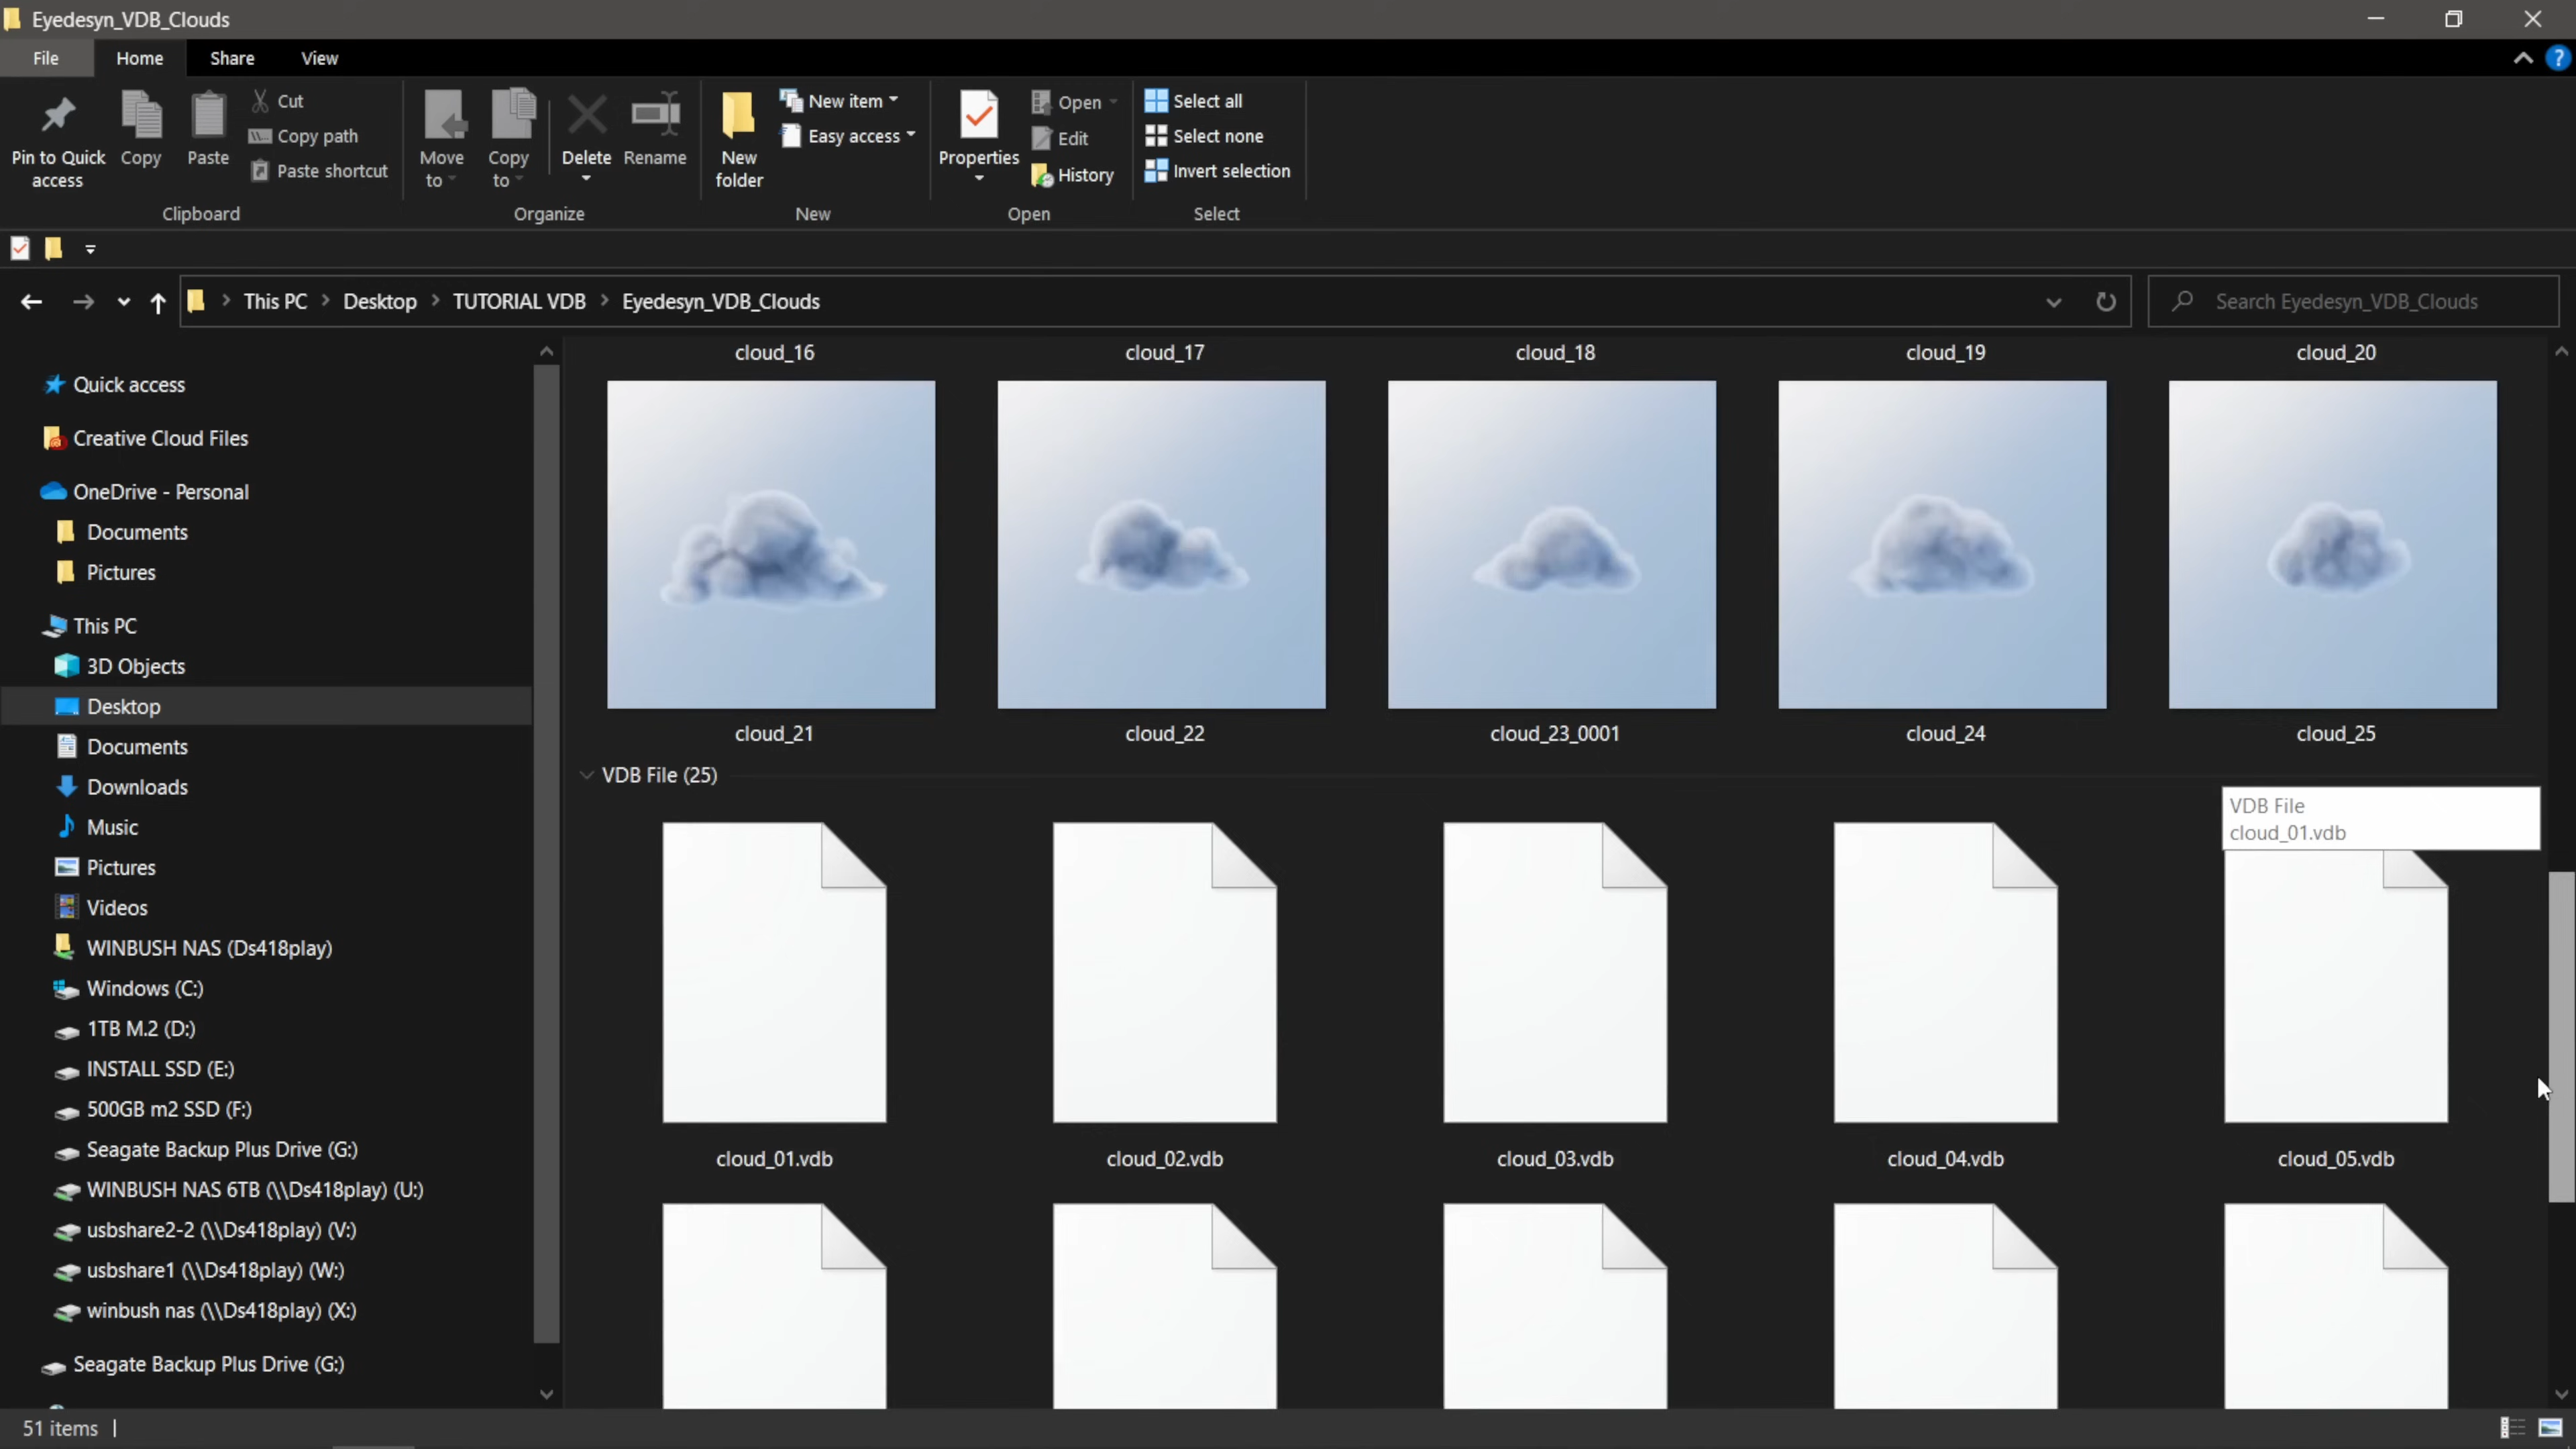 Eyedesyn_VDB_Clouds
File Home Share View
Pin to Quick access
Copy
Paste
Cut
Copy path
Paste shortcut
Clipboard
Move to
Copy to
Delete
Rename
Organize
New folder
New item
Easy access
New
Properties
Open
Edit
History
Open
Select all
Select none
Invert selection
Select
This PC > Desktop > TUTORIAL VDB > Eyedesyn_VDB_Clouds
Search Eyedesyn_VDB_Clouds
Quick access
Creative Cloud Files
OneDrive - Personal
Documents
Pictures
This PC
3D Objects
Desktop
Documents
Downloads
Music
Pictures
Videos
WINBUSH NAS (Ds418play)
Windows (C:)
1TB M.2 (D:)
INSTALL SSD (E:)
500GB m2 SSD (F:)
Seagate Backup Plus Drive (G:)
WINBUSH NAS 6TB (\\Ds418play) (U:)
usbshare2-2 (\\Ds418play) (V:)
usbshare1 (\\Ds418play) (W:)
winbush nas (\\Ds418play) (X:)
Seagate Backup Plus Drive (G:)
cloud_16 cloud_17 cloud_18 cloud_19 cloud_20
cloud_21 cloud_22 cloud_23_0001 cloud_24 cloud_25
VDB File (25)
VDB File
cloud_01.vdb
cloud_01.vdb cloud_02.vdb cloud_03.vdb cloud_04.vdb cloud_05.vdb
51 items